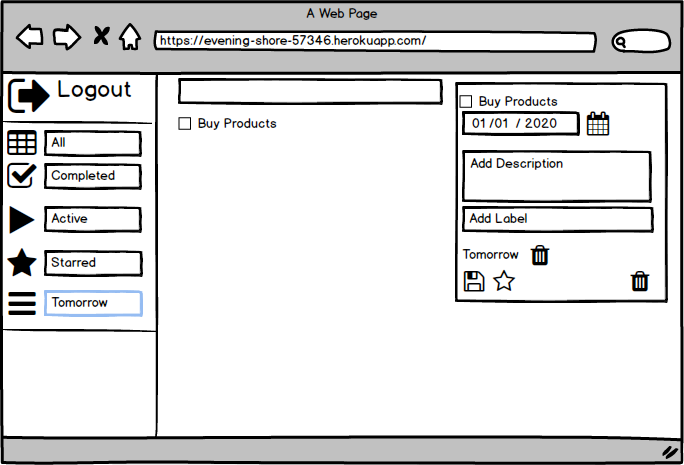 A Web Page
https://evening-shore-57346.herokuapp.com/
Logout
All
Completed
Active
Starred
Tomorrow
Buy Products
Buy Products
01/01 / 2020
Add Description
Add Label
Tomorrow